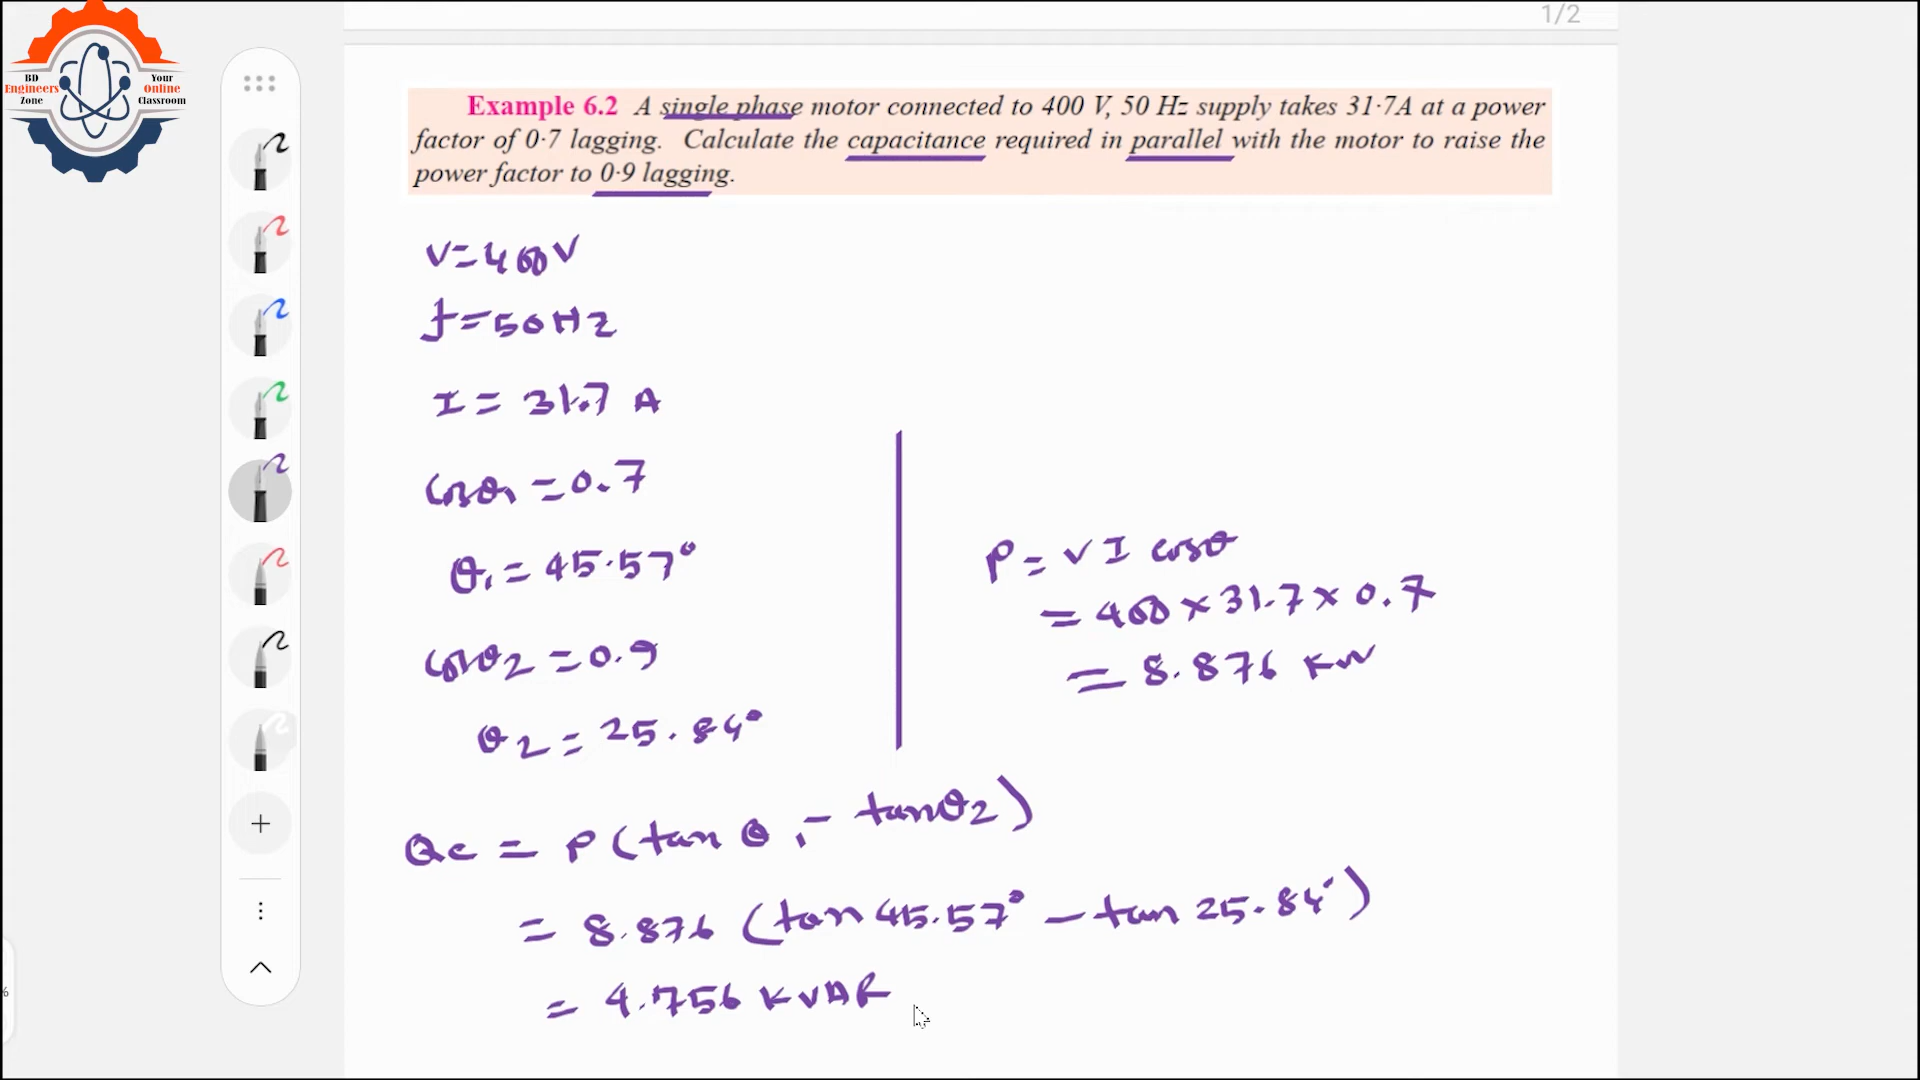 1/2
BD
Engineers
Zone
Your
Online
Classroom
Example 6.2 A single phase motor connected to 400 V, 50 Hz supply takes 31·7A at a power
factor of 0·7 lagging. Calculate the capacitance required in parallel with the motor to raise the
power factor to 0·9 lagging.
V=400V
f=50Hz
I = 31.7 A
cosθ₁ = 0.7
θ₁ = 45.57°
cosθ₂ = 0.9
θ₂ = 25.84°
P = V I cosθ
= 400 × 31.7 × 0.7
= 8.876 KW
Qc = P (tan θ₁ - tanθ₂)
= 8.876 (tan 45.57° - tan 25.84°)
= 4.756 KVAR
%